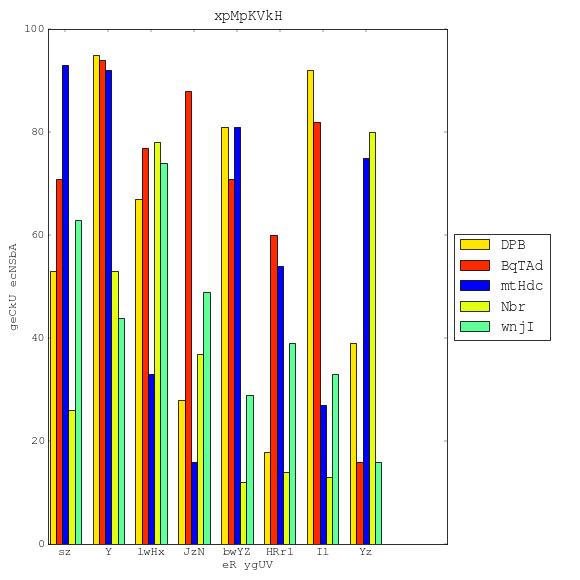 xpMpKVkH
100
80
60
40
20
0
geCkU ecNSbA
sz Y lwHx JzN bwYZ HRrl Il Yz
eR ygUV
DPB
BqTAd
mtHdc
Nbr
wnjI